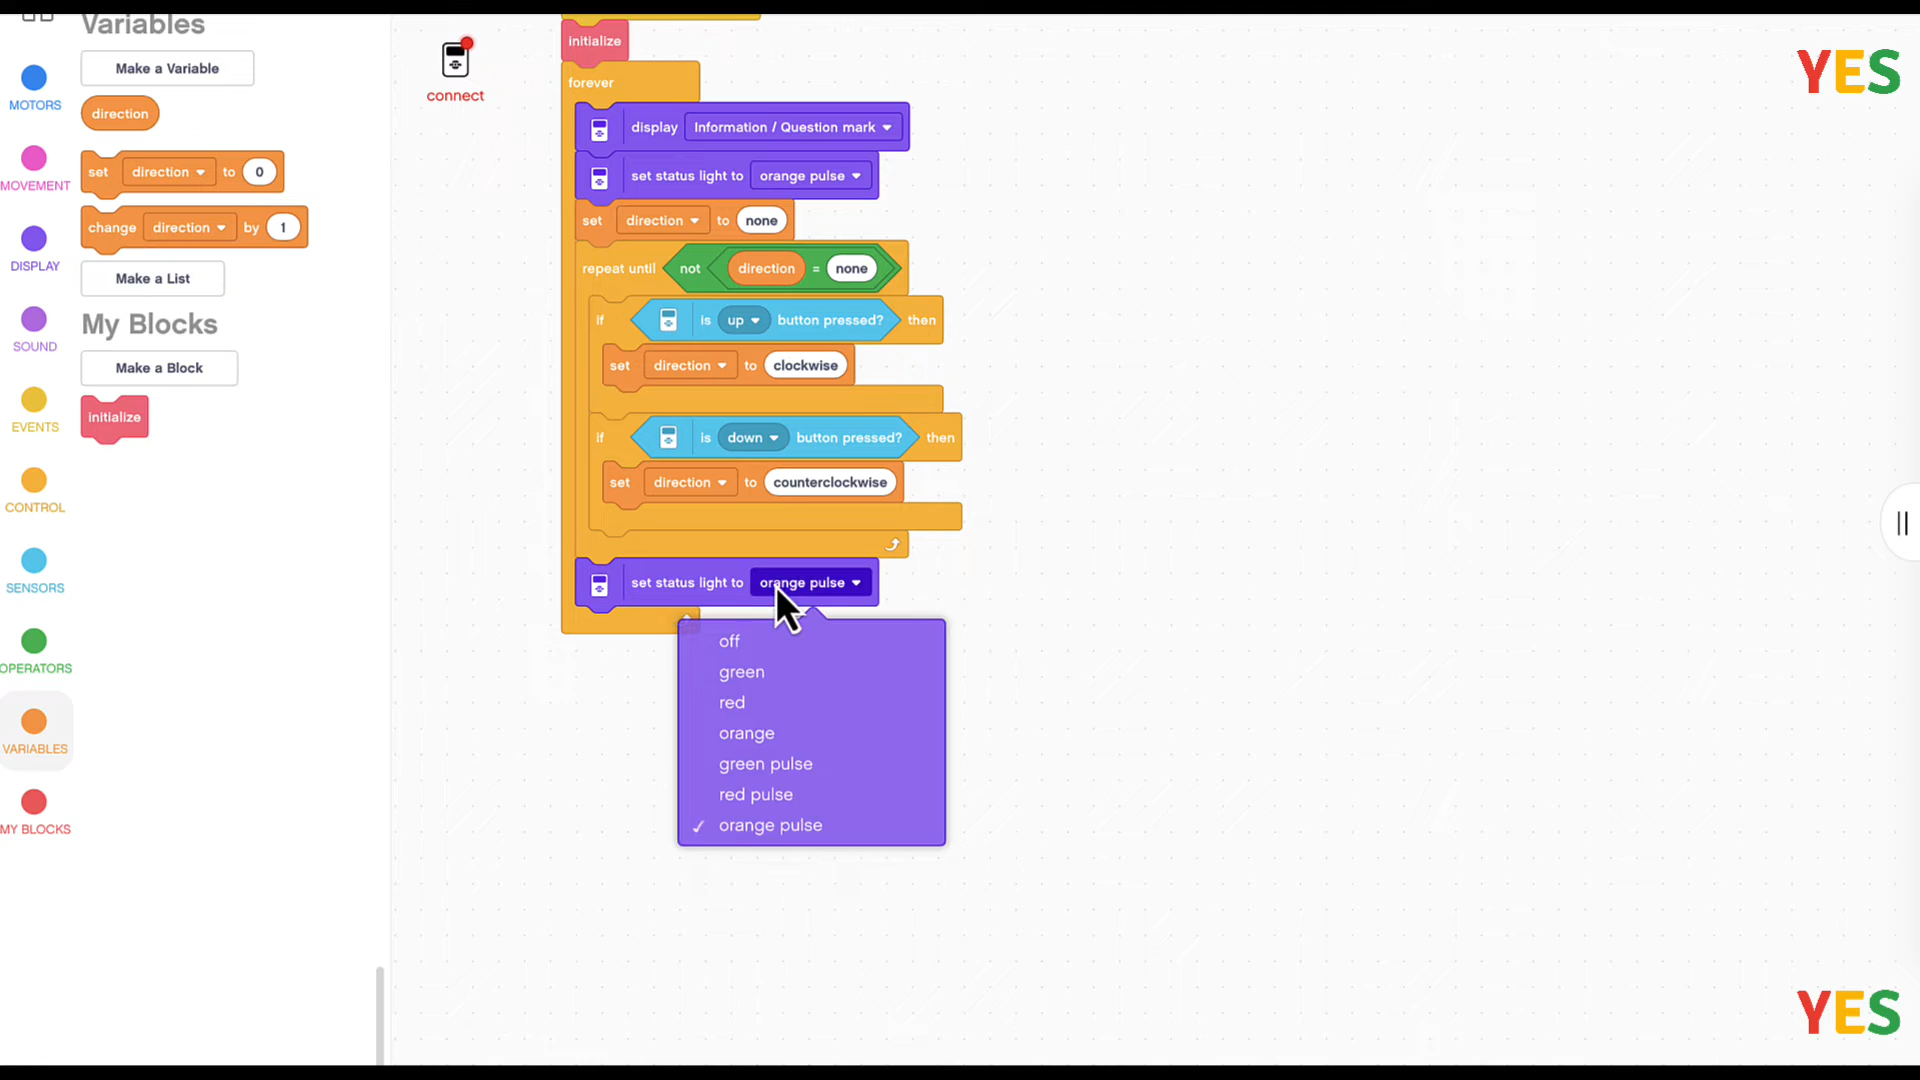 Variables
Make a Variable
direction
set direction to 0
change direction by 1
Make a List
My Blocks
Make a Block
initialize
MOTORS
MOVEMENT
DISPLAY
SOUND
EVENTS
CONTROL
SENSORS
OPERATORS
VARIABLES
MY BLOCKS
connect
initialize
forever
display Information / Question mark
set status light to orange pulse
set direction to none
repeat until not direction = none
if is up button pressed? then
set direction to clockwise
if is down button pressed? then
set direction to counterclockwise
set status light to orange pulse
off
green
red
orange
green pulse
red pulse
✓ orange pulse
YES
YES